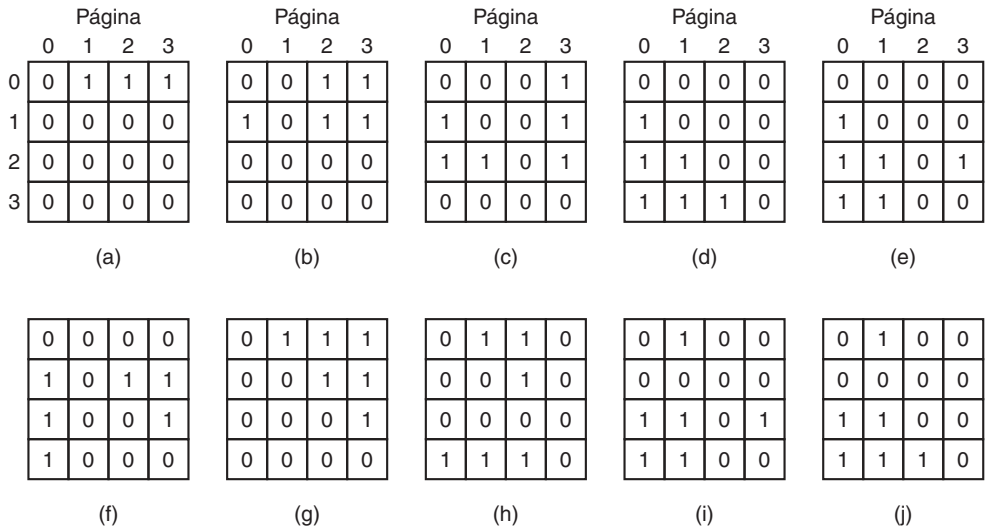 Página Página Página Página Página
0 1 2 3 0 1 2 3 0 1 2 3 0 1 2 3 0 1 2 3
0 0 1 1 1 0 0 1 1 0 0 0 1 0 0 0 0 0 0 0 0
1 0 0 0 0 1 0 1 1 1 0 0 1 1 0 0 0 1 0 0 0
2 0 0 0 0 0 0 0 0 1 1 0 1 1 1 0 0 1 1 0 1
3 0 0 0 0 0 0 0 0 0 0 0 0 1 1 1 0 1 1 0 0
(a) (b) (c) (d) (e)
0 0 0 0 0 1 1 1 0 1 1 0 0 1 0 0 0 1 0 0
1 0 1 1 0 0 1 1 0 0 1 0 0 0 0 0 0 0 0 0
1 0 0 1 0 0 0 1 0 0 0 0 1 1 0 1 1 1 0 0
1 0 0 0 0 0 0 0 1 1 1 0 1 1 0 0 1 1 1 0
(f) (g) (h) (i) (j)